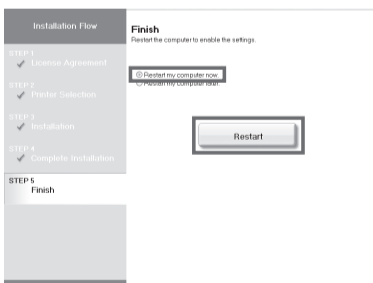 Installation Flow
STEP 1
License Agreement
STEP 2
Printer Selection
STEP 3
Installation
STEP 4
Complete Installation
STEP 5
Finish
Finish
Restart the computer to enable the settings.
Restart my computer now.
Restart my computer later.
Restart